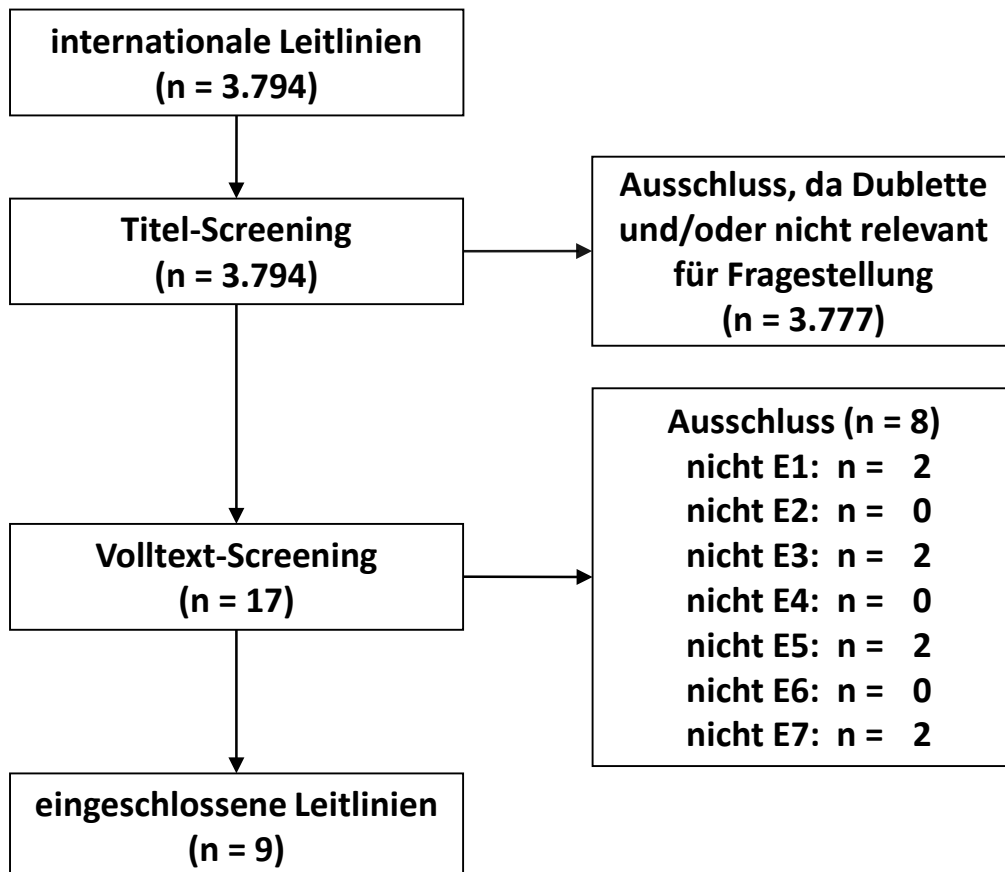 internationale Leitlinien
(n = 3.794)
Titel-Screening
(n = 3.794)
Ausschluss, da Dublette
und/oder nicht relevant
für Fragestellung
(n = 3.777)
Volltext-Screening
(n = 17)
Ausschluss (n = 8)
nicht E1: n = 2
nicht E2: n = 0
nicht E3: n = 2
nicht E4: n = 0
nicht E5: n = 2
nicht E6: n = 0
nicht E7: n = 2
eingeschlossene Leitlinien
(n = 9)